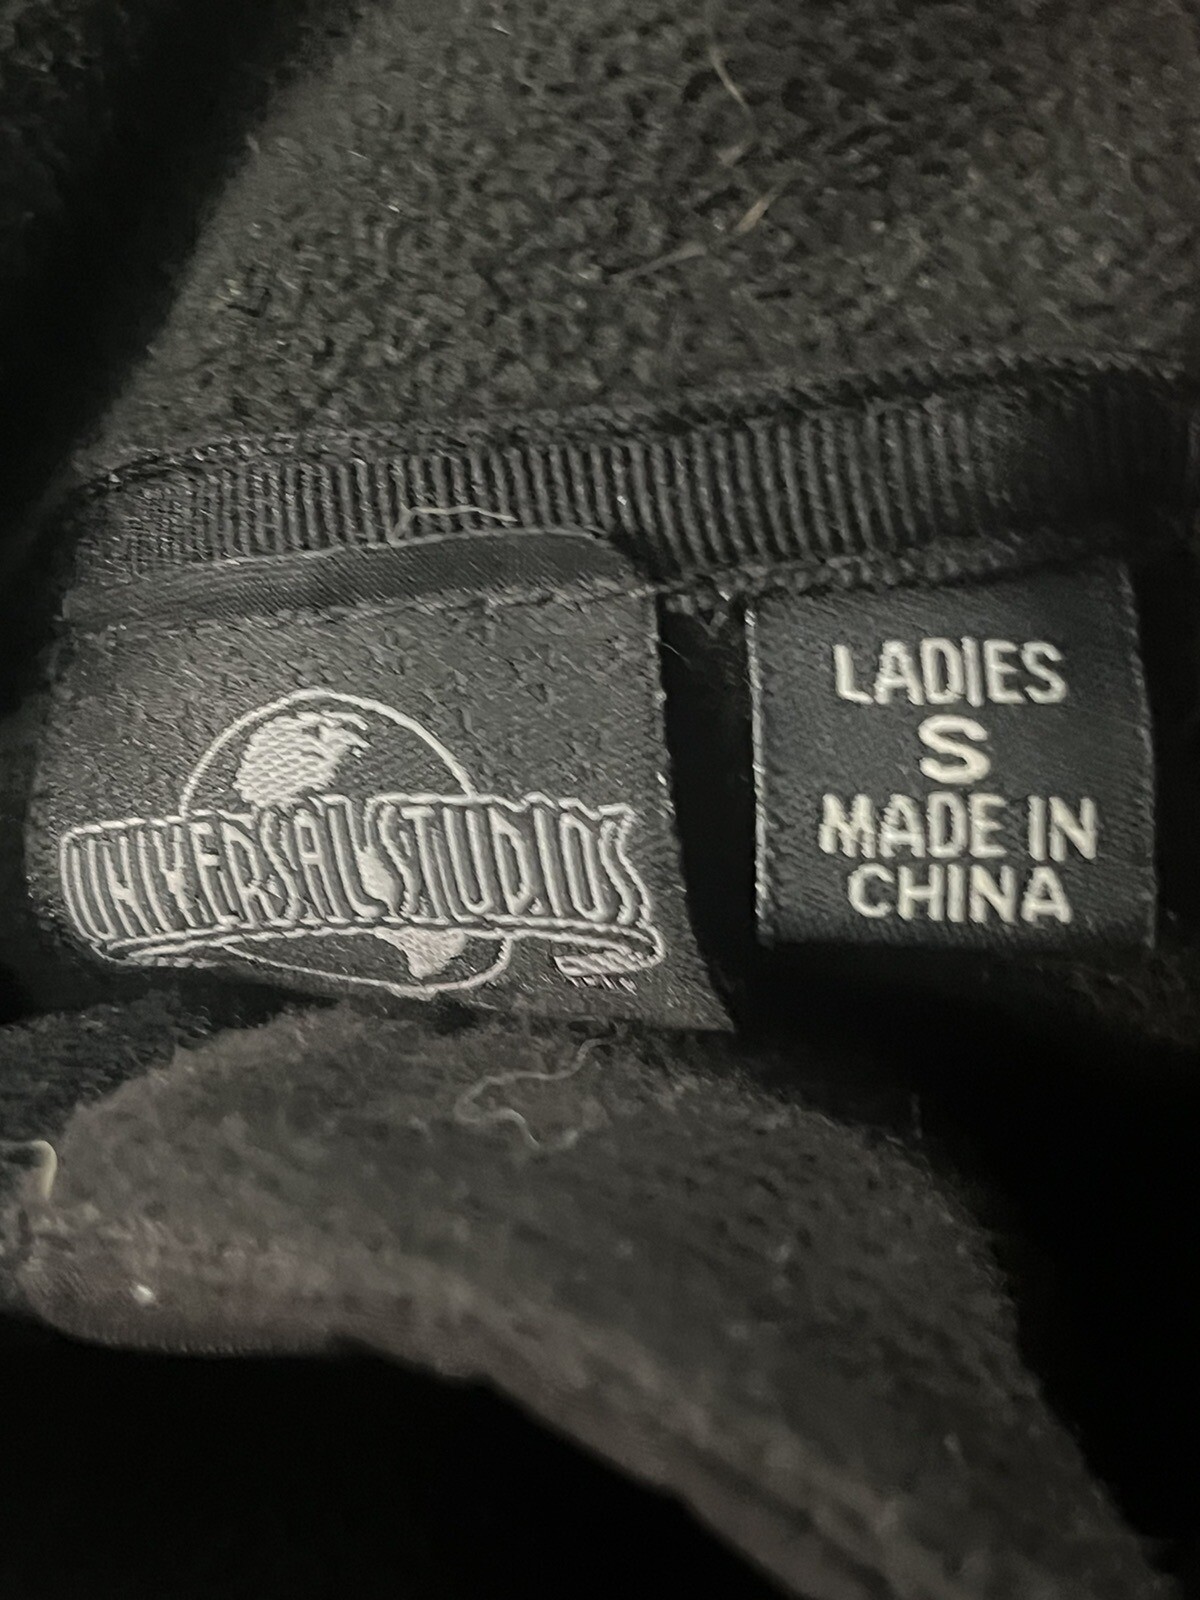 UNIVERSAL STUDIOS
LADIES
S
MADE IN
CHINA